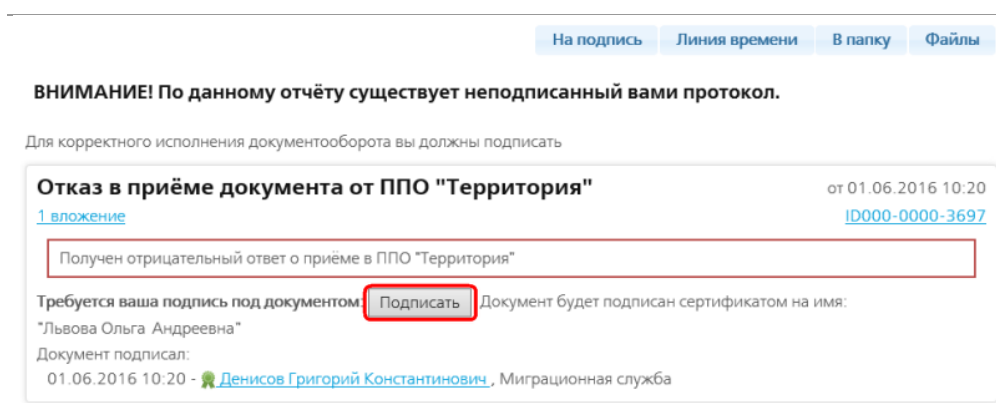 На подпись Линия времени В папку Файлы
ВНИМАНИЕ! По данному отчёту существует неподписанный вами протокол.
Для корректного исполнения документооборота вы должны подписать
Отказ в приёме документа от ППО "Территория" от 01.06.2016 10:20
1 вложение ID000-0000-3697
Получен отрицательный ответ о приёме в ППО "Территория"
Требуется ваша подпись под документом: Подписать Документ будет подписан сертификатом на имя:
"Львова Ольга Андреевна"
Документ подписал:
01.06.2016 10:20 - Денисов Григорий Константинович , Миграционная служба